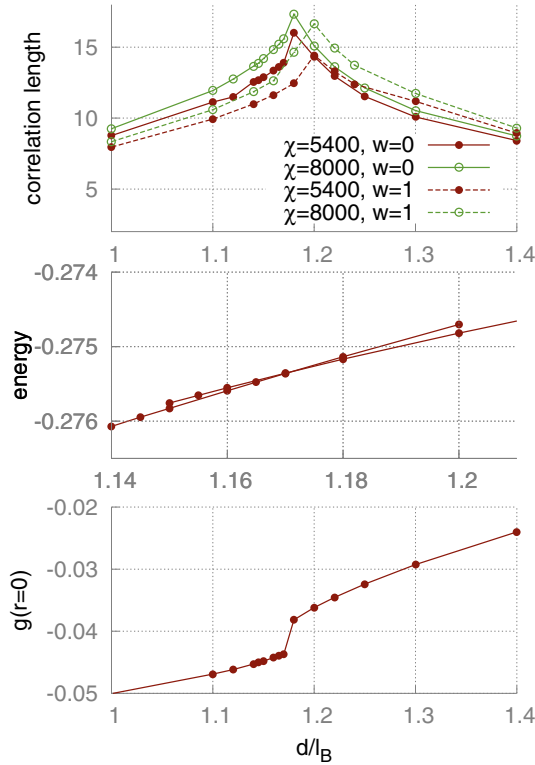 correlation length
15
10
5
χ=5400, w=0
χ=8000, w=0
χ=5400, w=1
χ=8000, w=1
1 1.1 1.2 1.3 1.4
energy
-0.274
-0.275
-0.276
1.14 1.16 1.18 1.2
g(r=0)
-0.02
-0.03
-0.04
-0.05
1 1.1 1.2 1.3 1.4
d/l_B